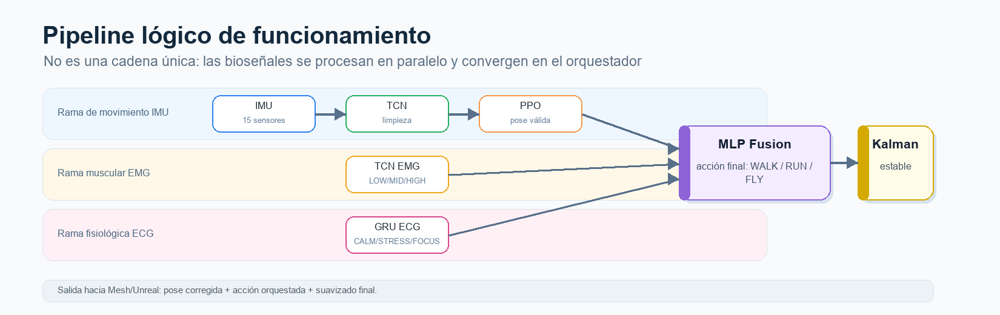 Pipeline lógico de funcionamiento
No es una cadena única: las bioseñales se procesan en paralelo y convergen en el orquestador
Rama de movimiento IMU
IMU
15 sensores
TCN
limpieza
PPO
pose válida
Rama muscular EMG
TCN EMG
LOW/MID/HIGH
Rama fisiológica ECG
GRU ECG
CALM/STRESS/FOCUS
MLP Fusion
acción final: WALK / RUN /
FLY
Kalman
estable
Salida hacia Mesh/Unreal: pose corregida + acción orquestada + suavizado final.